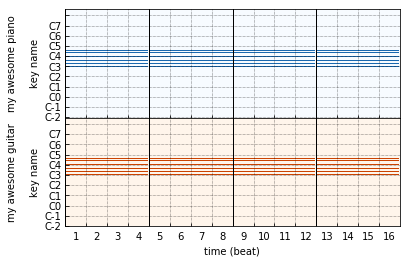 my awesome piano
key name
C7
C6
C5
C4
C3
C2
C1
C0
C-1
C-2
my awesome guitar
key name
C7
C6
C5
C4
C3
C2
C1
C0
C-1
C-2
1 2 3 4 5 6 7 8 9 10 11 12 13 14 15 16
time (beat)